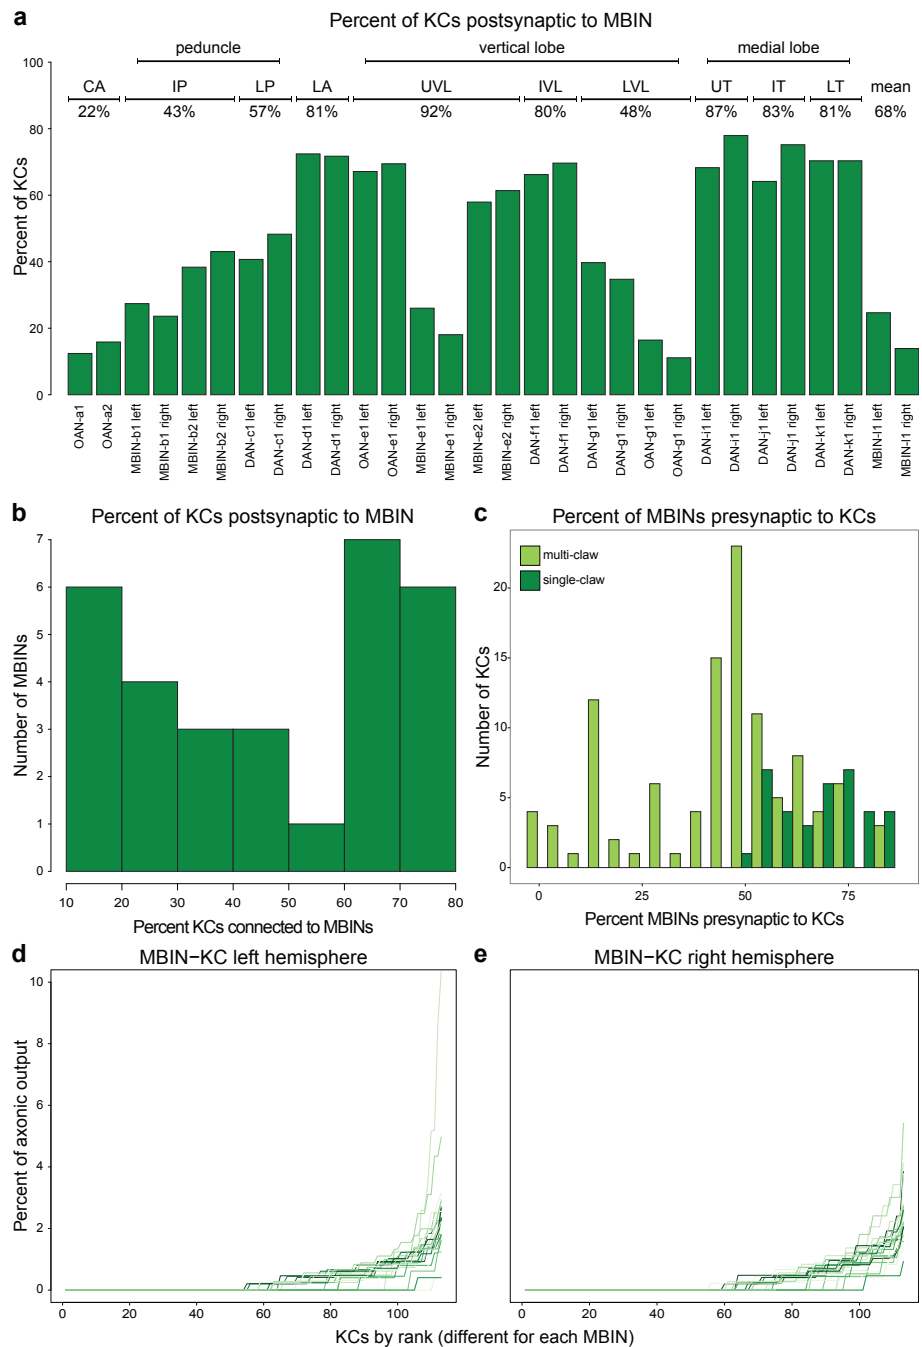 a
Percent of KCs postsynaptic to MBIN
peduncle vertical lobe medial lobe
CA IP LP LA UVL IVL LVL UT IT LT mean
22% 43% 57% 81% 92% 80% 48% 87% 83% 81% 68%
Percent of KCs
80
60
40
20
0
OAN-a1
OAN-a2
MBIN-b1 left
MBIN-b1 right
MBIN-b2 left
MBIN-b2 right
DAN-c1 left
DAN-c1 right
DAN-d1 left
DAN-d1 right
OAN-e1 left
OAN-e1 right
MBIN-e1 left
MBIN-e1 right
MBIN-e2 left
MBIN-e2 right
DAN-f1 left
DAN-f1 right
DAN-g1 left
DAN-g1 right
OAN-g1 left
OAN-g1 right
DAN-i1 left
DAN-i1 right
DAN-j1 left
DAN-j1 right
DAN-k1 left
DAN-k1 right
MBIN-l1 left
MBIN-l1 right
b
Percent of KCs postsynaptic to MBIN
Number of MBINs
7
6
5
4
3
2
1
0
10 20 30 40 50 60 70 80
Percent KCs connected to MBINs
c
Percent of MBINs presynaptic to KCs
multi-claw
single-claw
Number of KCs
20
15
10
5
0
0 25 50 75
Percent MBINs presynaptic to KCs
d
MBIN−KC left hemisphere
Percent of axonic output
10
8
6
4
2
0
0 20 40 60 80 100
e
MBIN−KC right hemisphere
0 20 40 60 80 100
KCs by rank (different for each MBIN)